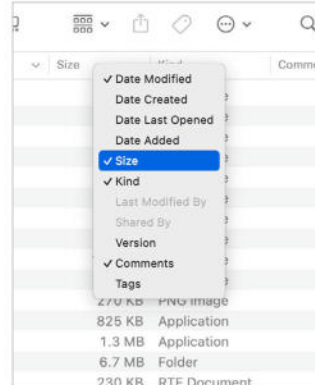 Size Kind Comme
✓ Date Modified
Date Created
Date Last Opened
Date Added
✓ Size
✓ Kind
Last Modified By
Shared By
Version
✓ Comments
Tags
270 KB PNG image
825 KB Application
1.3 MB Application
6.7 MB Folder
230 KB RTF Document